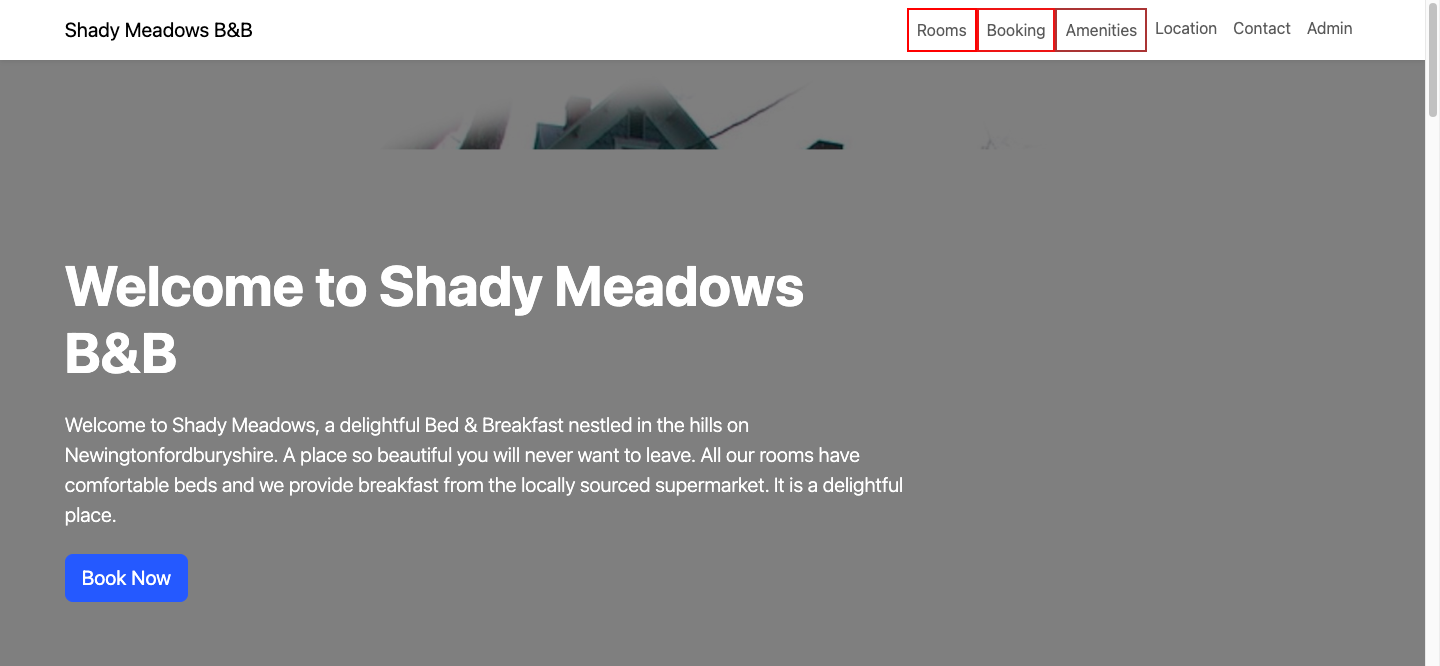 Shady Meadows B&B
Rooms Booking Amenities Location Contact Admin
Welcome to Shady Meadows
B&B
Welcome to Shady Meadows, a delightful Bed & Breakfast nestled in the hills on
Newingtonfordburyshire. A place so beautiful you will never want to leave. All our rooms have
comfortable beds and we provide breakfast from the locally sourced supermarket. It is a delightful
place.
Book Now